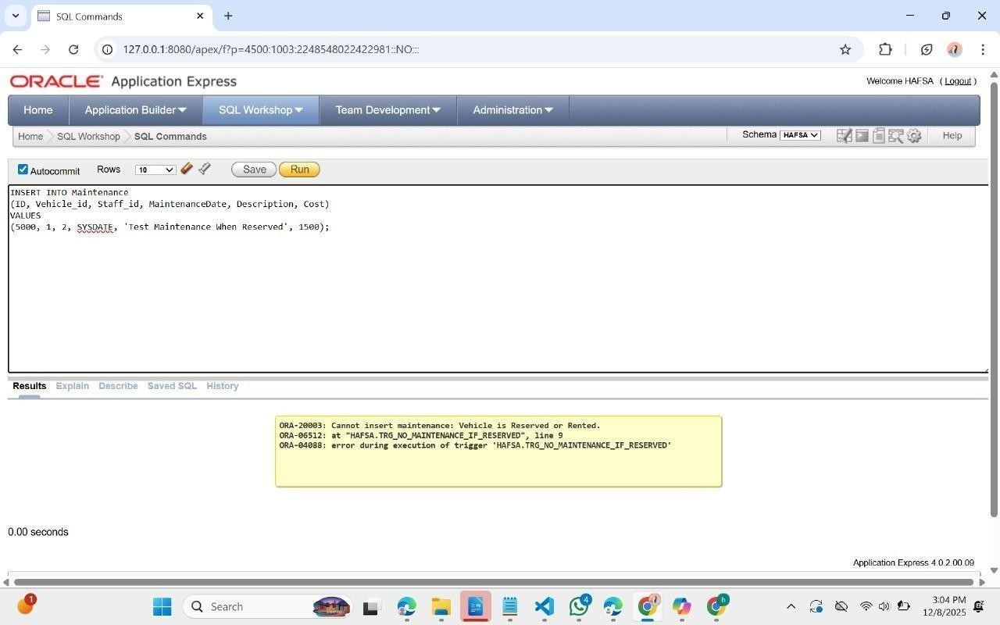 SQL Commands
127.0.0.1:8080/apex/f?p=4500:1003:2248548022422981::NO:::
ORACLE Application Express
Welcome HAFSA ( Logout )
Home Application Builder SQL Workshop Team Development Administration
Home SQL Workshop SQL Commands Schema HAFSA Help
Autocommit Rows 10 Save Run
INSERT INTO Maintenance
(ID, Vehicle_id, Staff_id, MaintenanceDate, Description, Cost)
VALUES
(5000, 1, 2, SYSDATE, 'Test Maintenance When Reserved', 1500);
Results Explain Describe Saved SQL History
ORA-20003: Cannot insert maintenance: Vehicle is Reserved or Rented.
ORA-06512: at "HAFSA.TRG_NO_MAINTENANCE_IF_RESERVED", line 9
ORA-04088: error during execution of trigger 'HAFSA.TRG_NO_MAINTENANCE_IF_RESERVED'
0.00 seconds
Application Express 4.0.2.00.09
1 Search 4 h 3:04 PM
12/8/2025